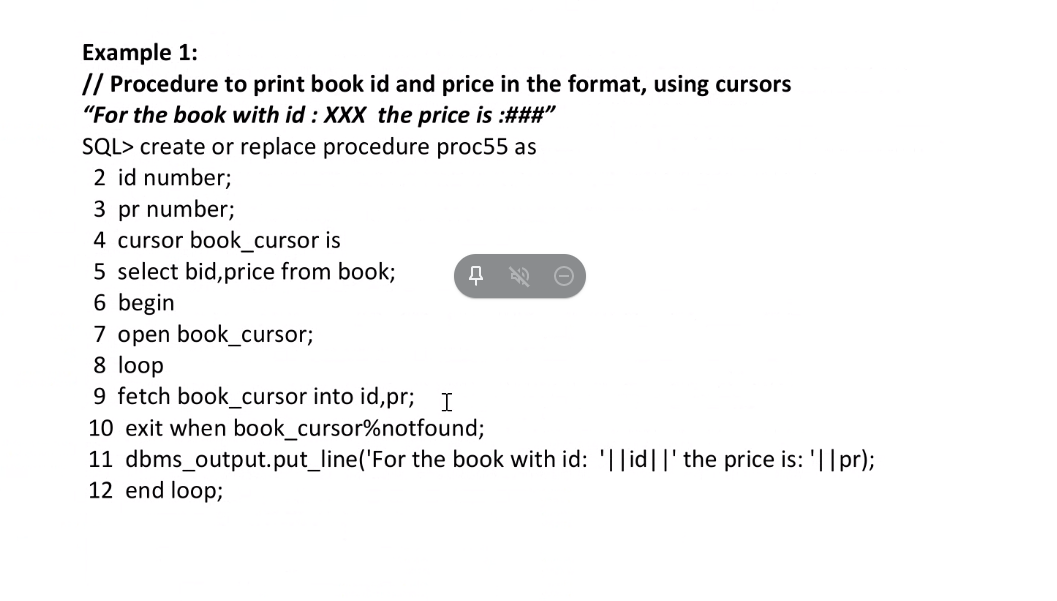 Example 1:
// Procedure to print book id and price in the format, using cursors
“For the book with id : XXX  the price is :###”
SQL> create or replace procedure proc55 as
2  id number;
3  pr number;
4  cursor book_cursor is
5  select bid,price from book;
6  begin
7  open book_cursor;
8  loop
9  fetch book_cursor into id,pr;
10  exit when book_cursor%notfound;
11  dbms_output.put_line('For the book with id:  '||id||' the price is: '||pr);
12  end loop;